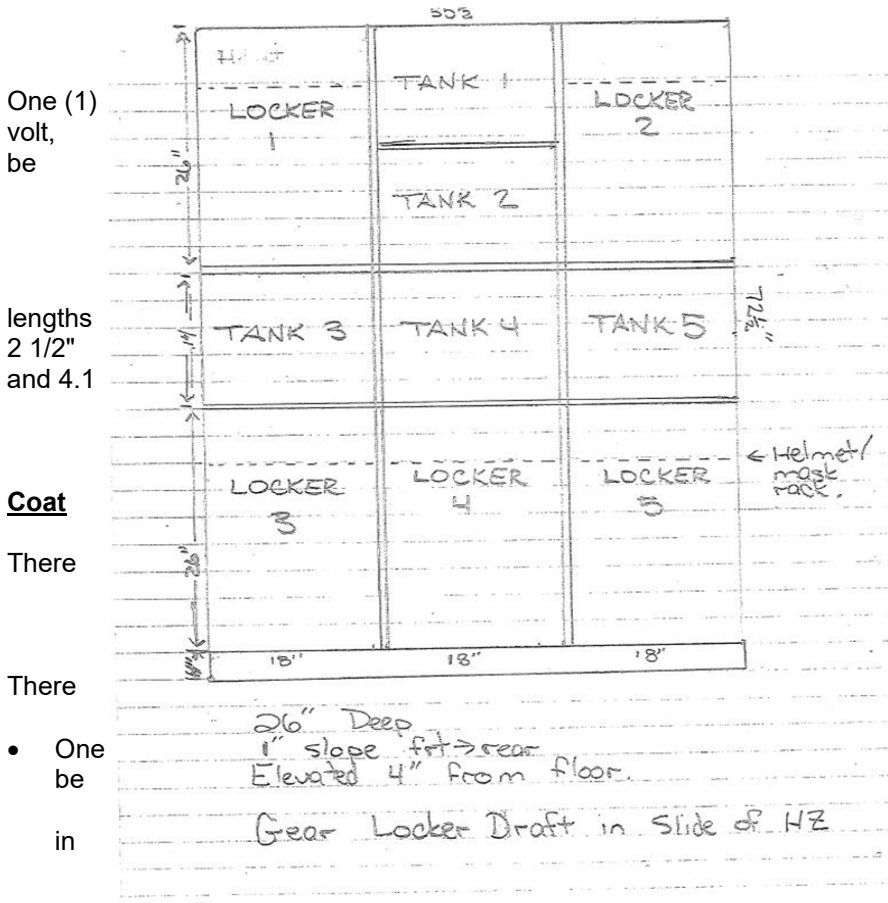 One (1)
volt,
be
lengths
2 1/2"
and 4.1
Coat
There
There
• One
be
in
TANK 1
LOCKER
1
LOCKER
2
26"
TANK 2
TANK 3
TANK 4
TANK 5
72½"
← Helmet/
mask
rack.
LOCKER
3
LOCKER
4
LOCKER
5
26"
18"
18"
18"
26" Deep
1" slope frt→rear
Elevated 4" from floor.
Gear Locker Draft in Slide of HZ